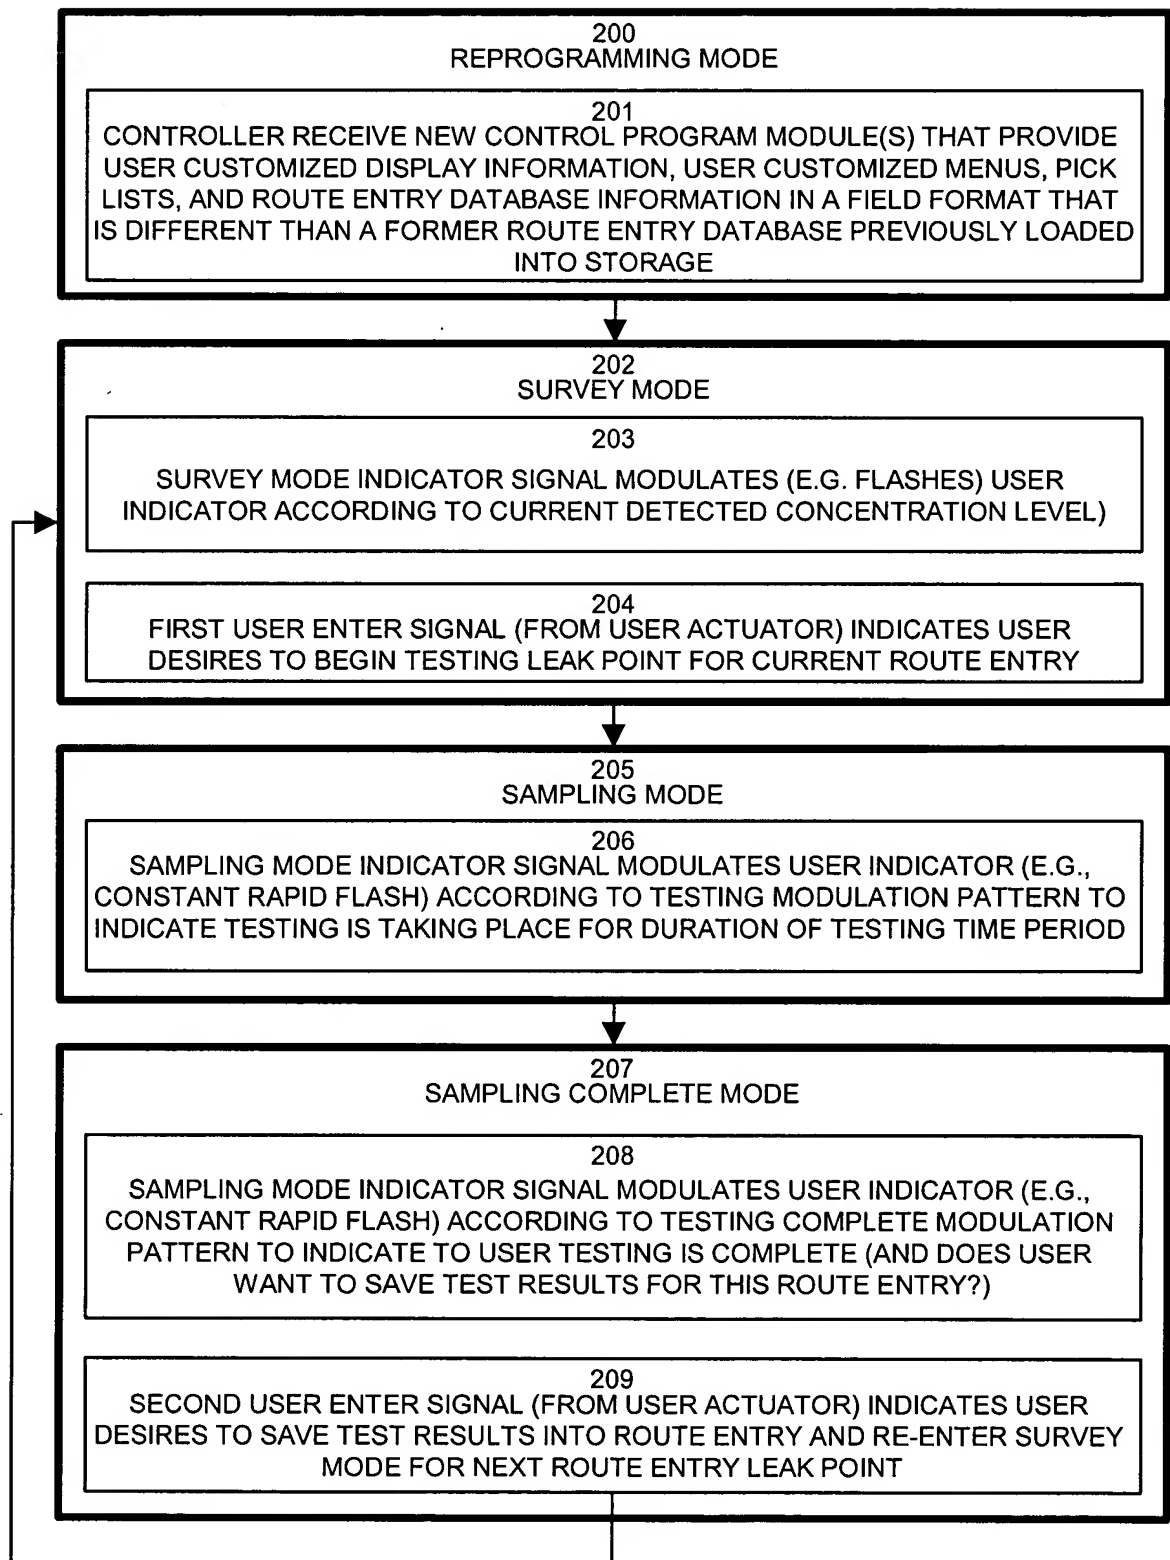 200
REPROGRAMMING MODE
201
CONTROLLER RECEIVE NEW CONTROL PROGRAM MODULE(S) THAT PROVIDE
USER CUSTOMIZED DISPLAY INFORMATION, USER CUSTOMIZED MENUS, PICK
LISTS, AND ROUTE ENTRY DATABASE INFORMATION IN A FIELD FORMAT THAT
IS DIFFERENT THAN A FORMER ROUTE ENTRY DATABASE PREVIOUSLY LOADED
INTO STORAGE
202
SURVEY MODE
203
SURVEY MODE INDICATOR SIGNAL MODULATES (E.G. FLASHES) USER
INDICATOR ACCORDING TO CURRENT DETECTED CONCENTRATION LEVEL)
204
FIRST USER ENTER SIGNAL (FROM USER ACTUATOR) INDICATES USER
DESIRES TO BEGIN TESTING LEAK POINT FOR CURRENT ROUTE ENTRY
205
SAMPLING MODE
206
SAMPLING MODE INDICATOR SIGNAL MODULATES USER INDICATOR (E.G.,
CONSTANT RAPID FLASH) ACCORDING TO TESTING MODULATION PATTERN TO
INDICATE TESTING IS TAKING PLACE FOR DURATION OF TESTING TIME PERIOD
207
SAMPLING COMPLETE MODE
208
SAMPLING MODE INDICATOR SIGNAL MODULATES USER INDICATOR (E.G.,
CONSTANT RAPID FLASH) ACCORDING TO TESTING COMPLETE MODULATION
PATTERN TO INDICATE TO USER TESTING IS COMPLETE (AND DOES USER
WANT TO SAVE TEST RESULTS FOR THIS ROUTE ENTRY?)
209
SECOND USER ENTER SIGNAL (FROM USER ACTUATOR) INDICATES USER
DESIRES TO SAVE TEST RESULTS INTO ROUTE ENTRY AND RE-ENTER SURVEY
MODE FOR NEXT ROUTE ENTRY LEAK POINT